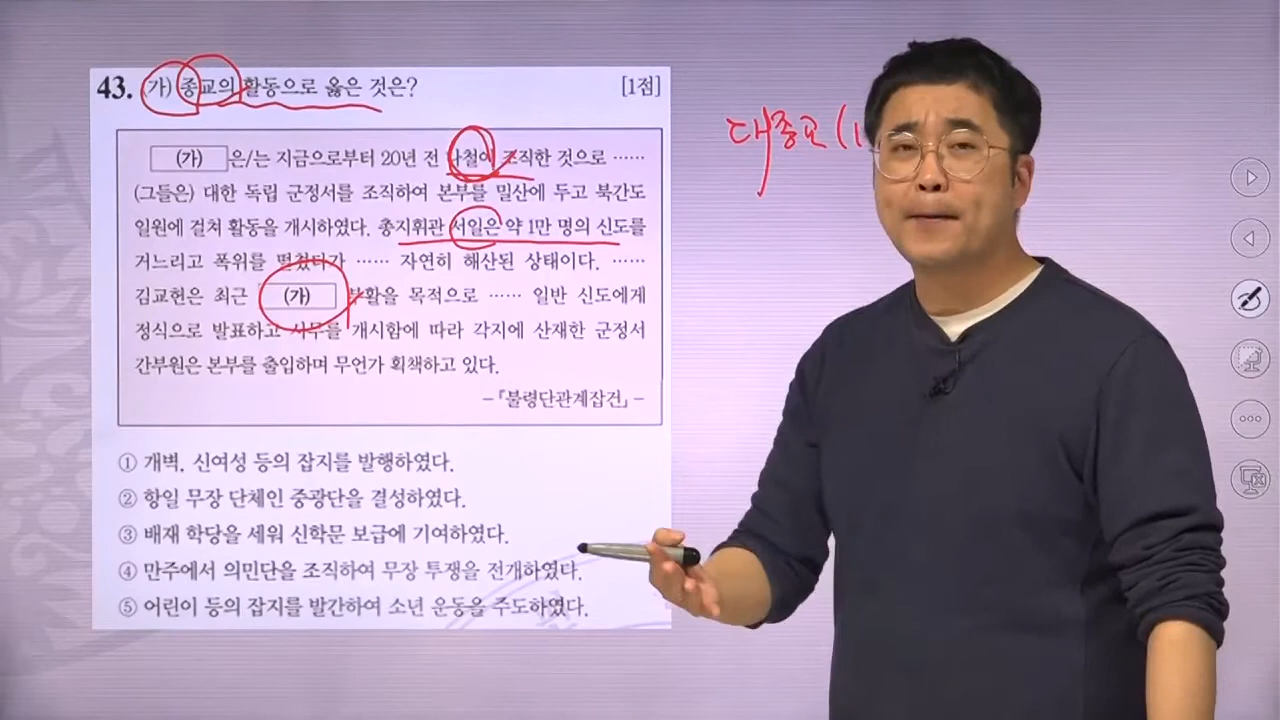 43. (가) 종교의 활동으로 옳은 것은? [1점]
대종교 (1
(가) 은/는 지금으로부터 20년 전 나철이 조직한 것으로 ……
(그들은) 대한 독립 군정서를 조직하여 본부를 밀산에 두고 북간도
일원에 걸쳐 활동을 개시하였다. 총지휘관 서일은 약 1만 명의 신도를
거느리고 폭위를 떨쳤다가 …… 자연히 해산된 상태이다. ……
김교헌은 최근 (가) 부활을 목적으로 …… 일반 신도에게
정식으로 발표하고 사무를 개시함에 따라 각지에 산재한 군정서
간부원은 본부를 출입하며 무언가 획책하고 있다.
-『불령단관계잡건』-
① 개벽, 신여성 등의 잡지를 발행하였다.
② 항일 무장 단체인 중광단을 결성하였다.
③ 배재 학당을 세워 신학문 보급에 기여하였다.
④ 만주에서 의민단을 조직하여 무장 투쟁을 전개하였다.
⑤ 어린이 등의 잡지를 발간하여 소년 운동을 주도하였다.